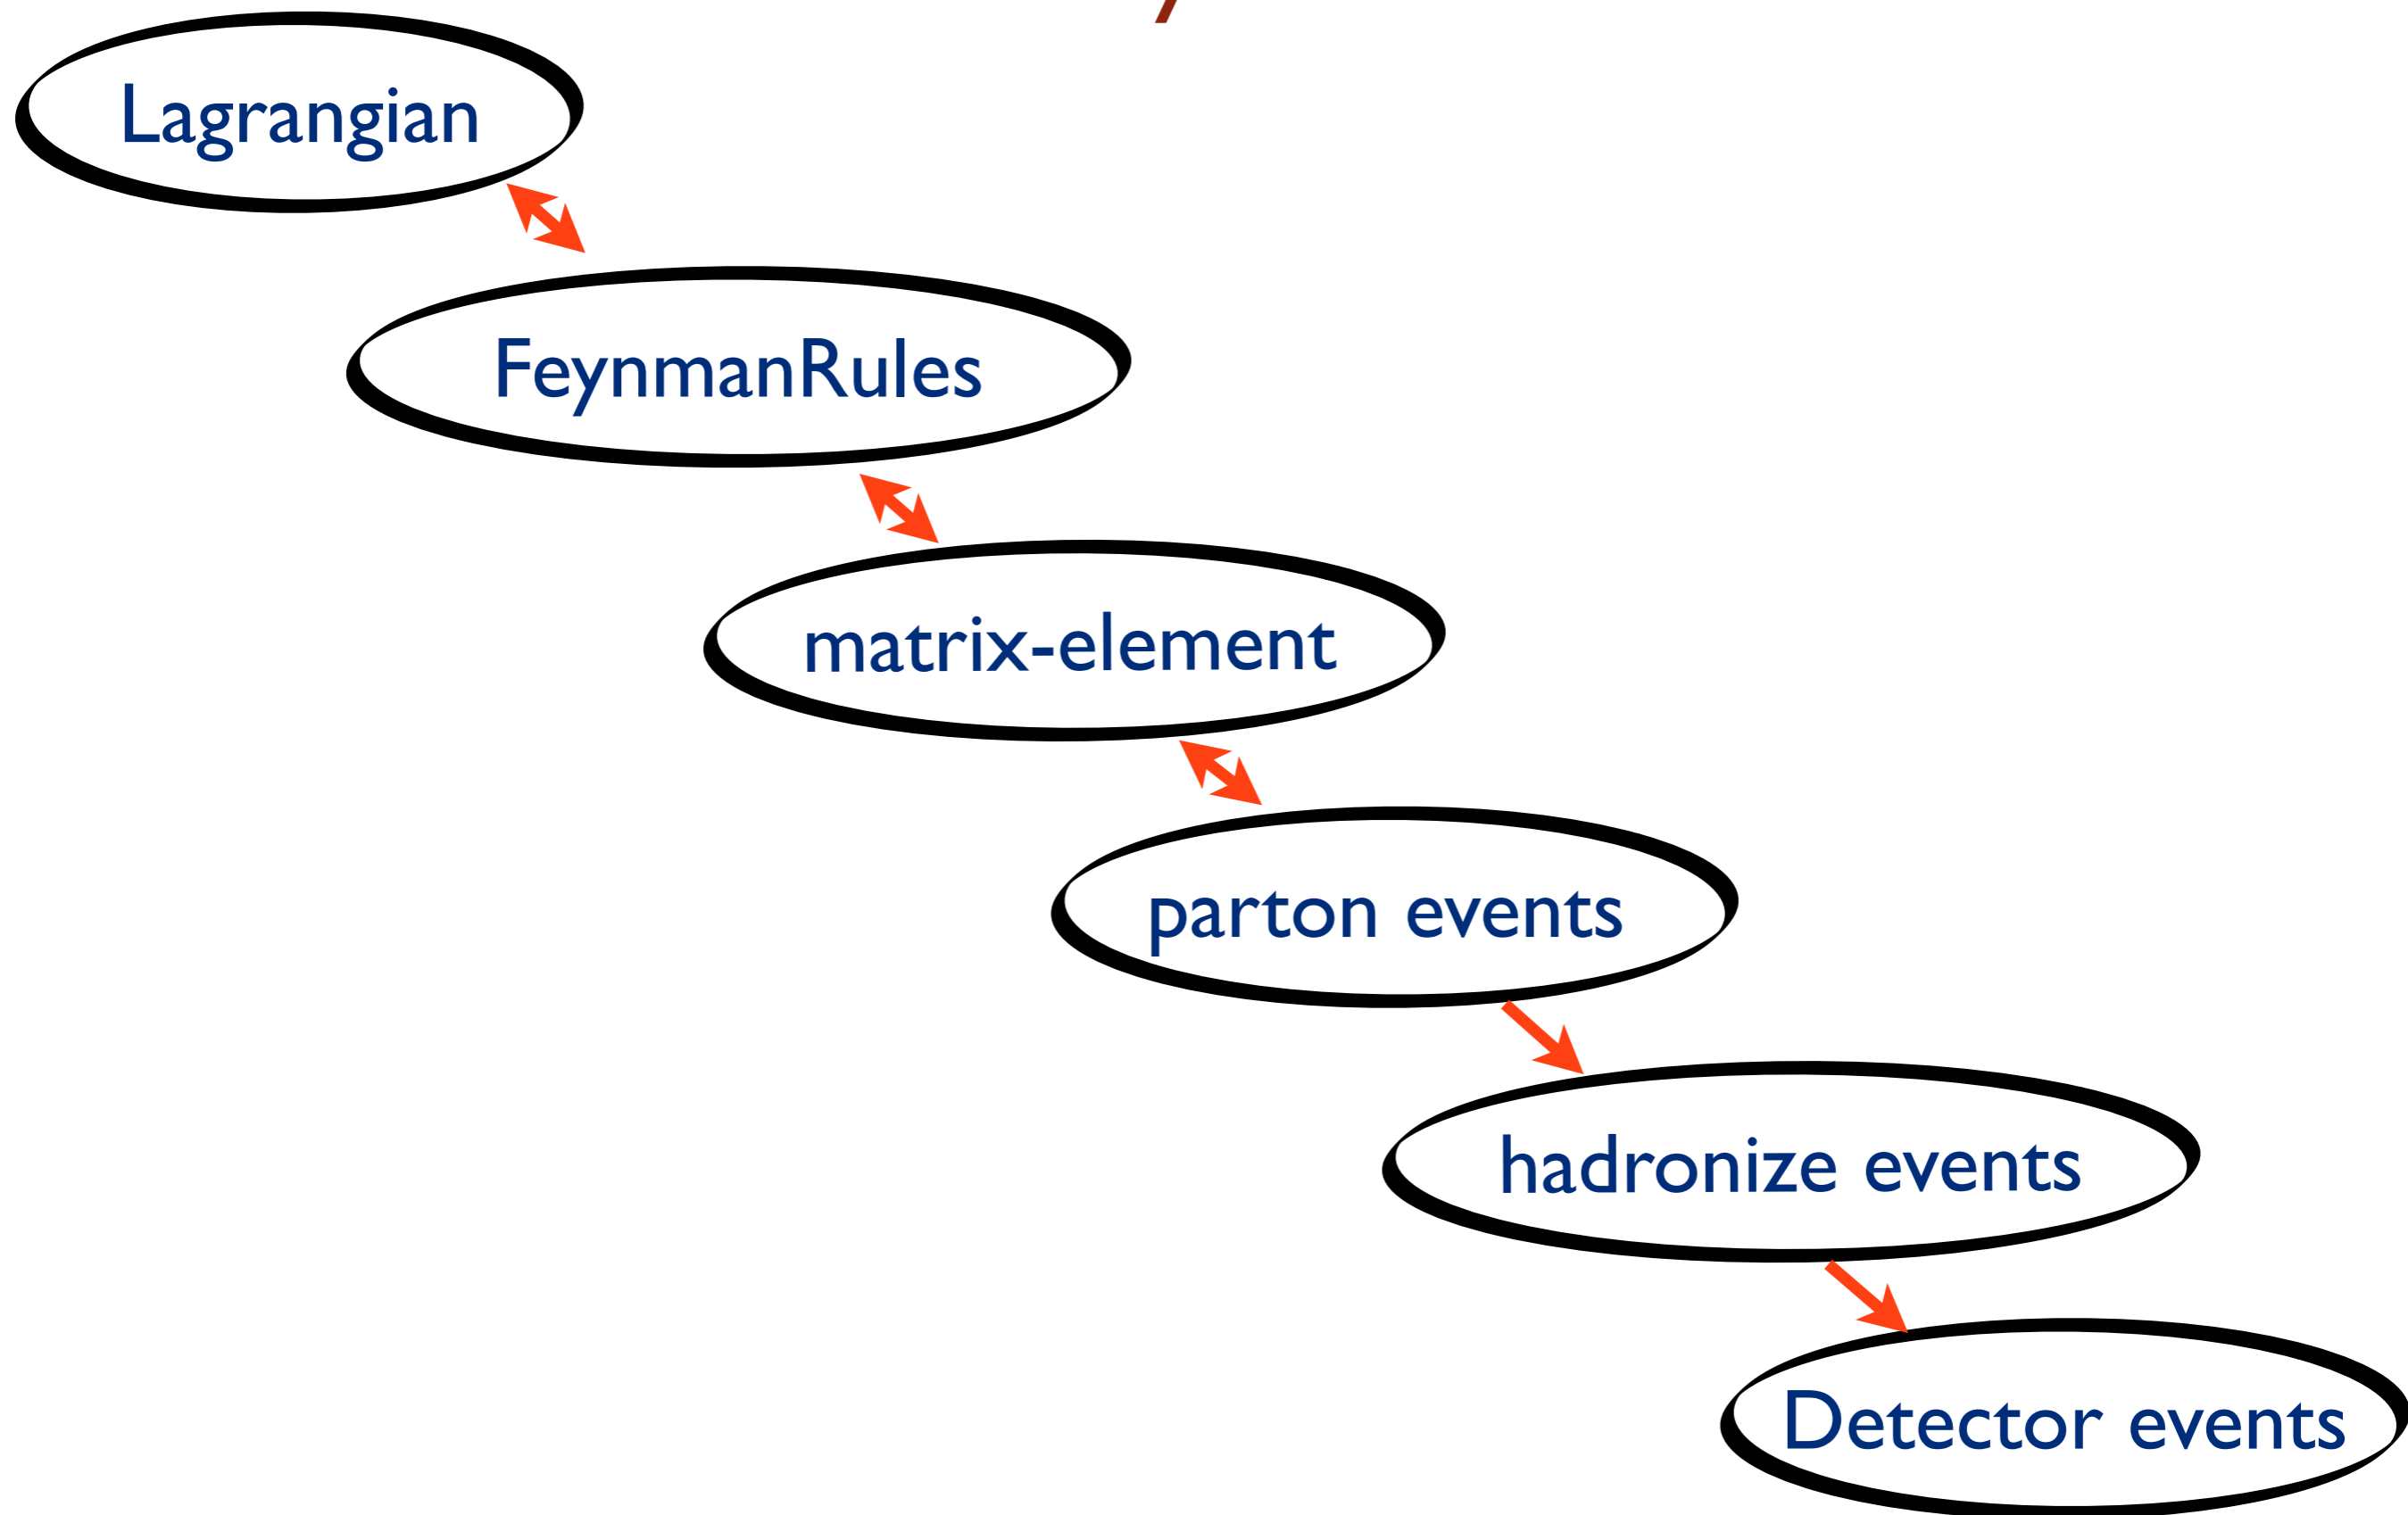 Lagrangian
FeynmanRules
matrix-element
parton events
hadronize events
Detector events